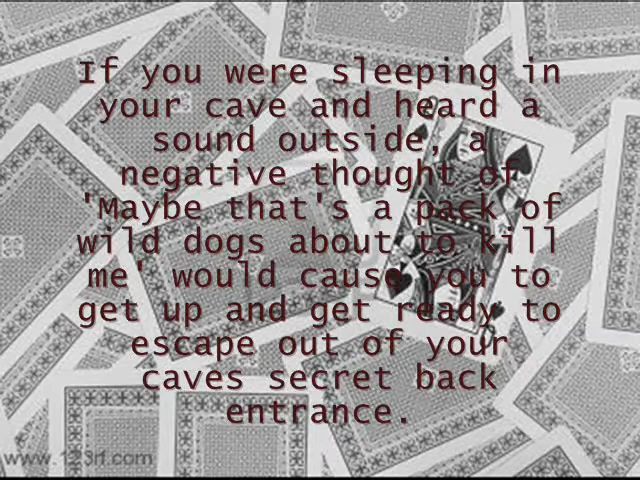 If you were sleeping in
your cave and heard a
sound outside, a
negative thought of
'Maybe that's a pack of
wild dogs about to kill
me' would cause you to
get up and get ready to
escape out of your
caves secret back
entrance.
www.123rf.com